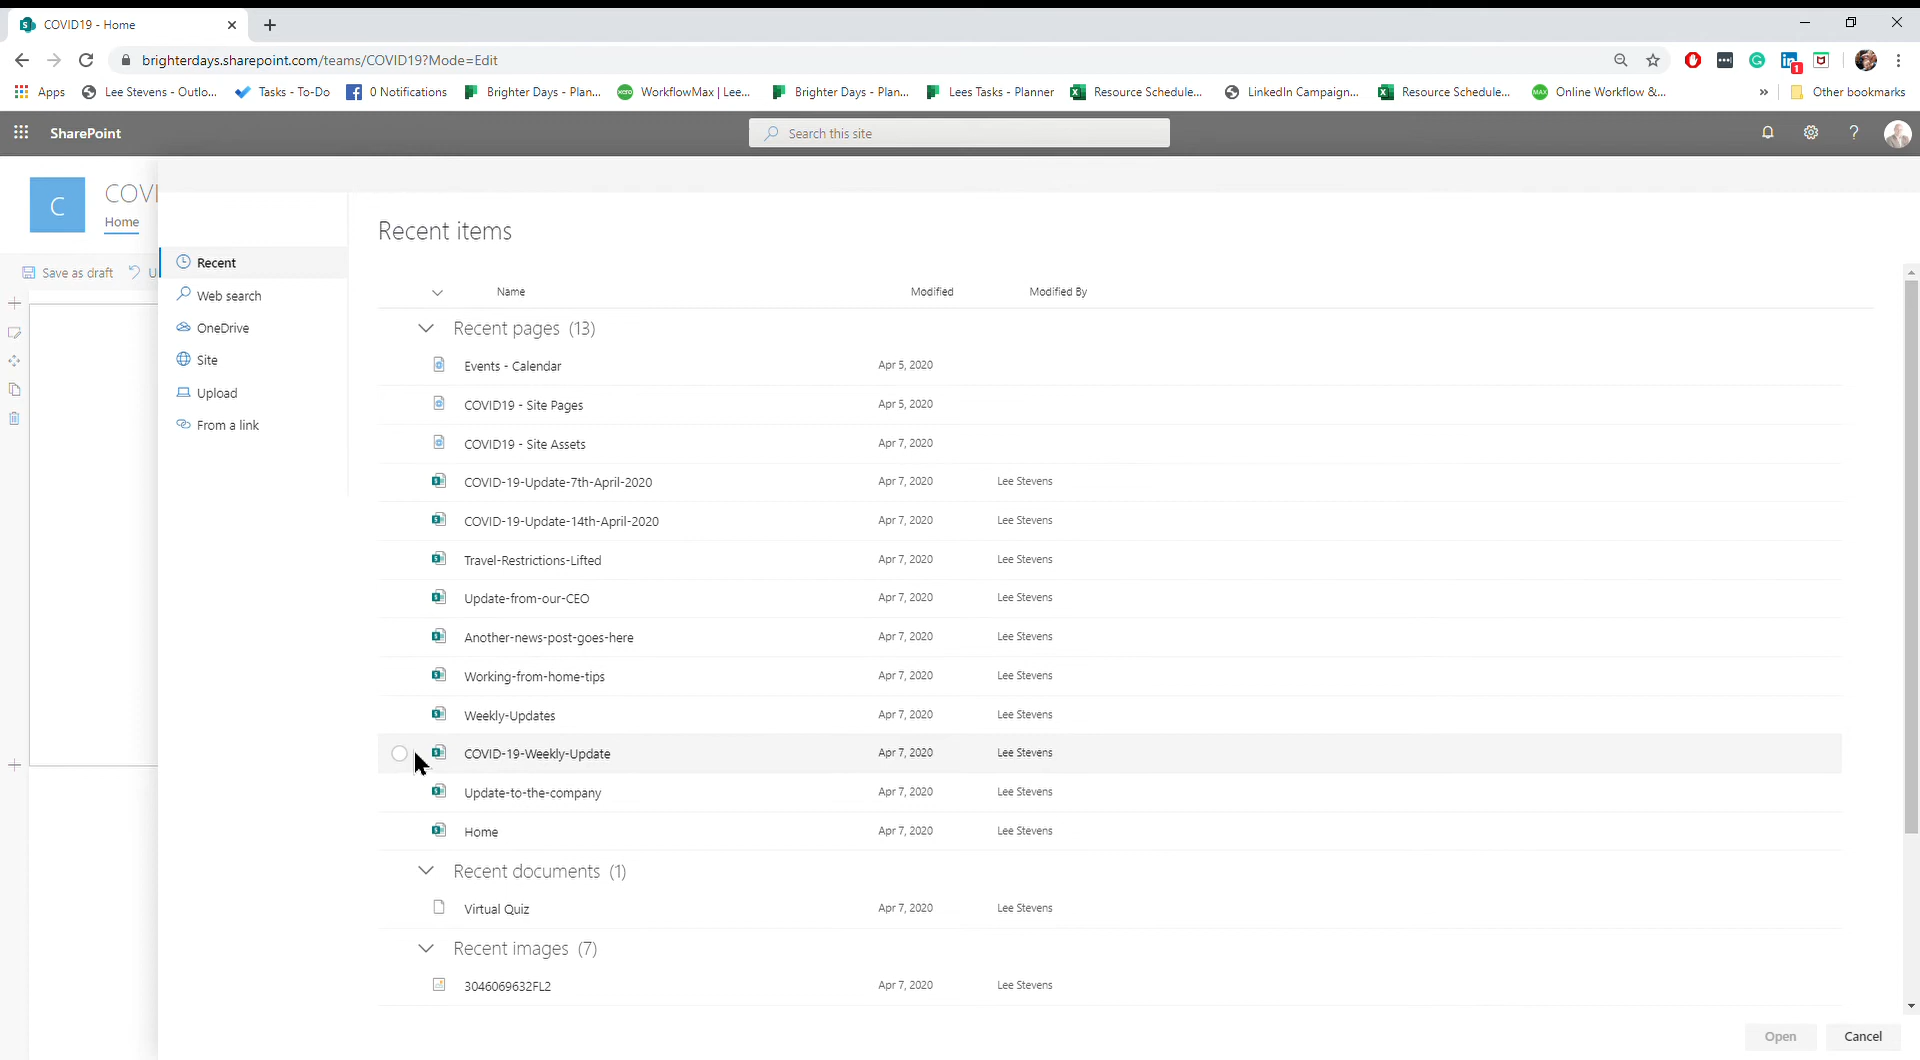 COVID19 - Home
brighterdays.sharepoint.com/teams/COVID19?Mode=Edit
1
Apps Lee Stevens - Outlo... Tasks - To-Do 0 Notifications Brighter Days - Plan... WorkflowMax | Lee... Brighter Days - Plan... Lees Tasks - Planner Resource Schedule... LinkedIn Campaign... Resource Schedule... Online Workflow &... » Other bookmarks
SharePoint
Search this site
?
C
COVI
Home
Save as draft U
Recent
Web search
OneDrive
Site
Upload
From a link
Recent items
Name Modified Modified By
Recent pages (13)
Events - Calendar Apr 5, 2020
COVID19 - Site Pages Apr 5, 2020
COVID19 - Site Assets Apr 7, 2020
COVID-19-Update-7th-April-2020 Apr 7, 2020 Lee Stevens
COVID-19-Update-14th-April-2020 Apr 7, 2020 Lee Stevens
Travel-Restrictions-Lifted Apr 7, 2020 Lee Stevens
Update-from-our-CEO Apr 7, 2020 Lee Stevens
Another-news-post-goes-here Apr 7, 2020 Lee Stevens
Working-from-home-tips Apr 7, 2020 Lee Stevens
Weekly-Updates Apr 7, 2020 Lee Stevens
COVID-19-Weekly-Update Apr 7, 2020 Lee Stevens
Update-to-the-company Apr 7, 2020 Lee Stevens
Home Apr 7, 2020 Lee Stevens
Recent documents (1)
Virtual Quiz Apr 7, 2020 Lee Stevens
Recent images (7)
3046069632FL2 Apr 7, 2020 Lee Stevens
Open Cancel